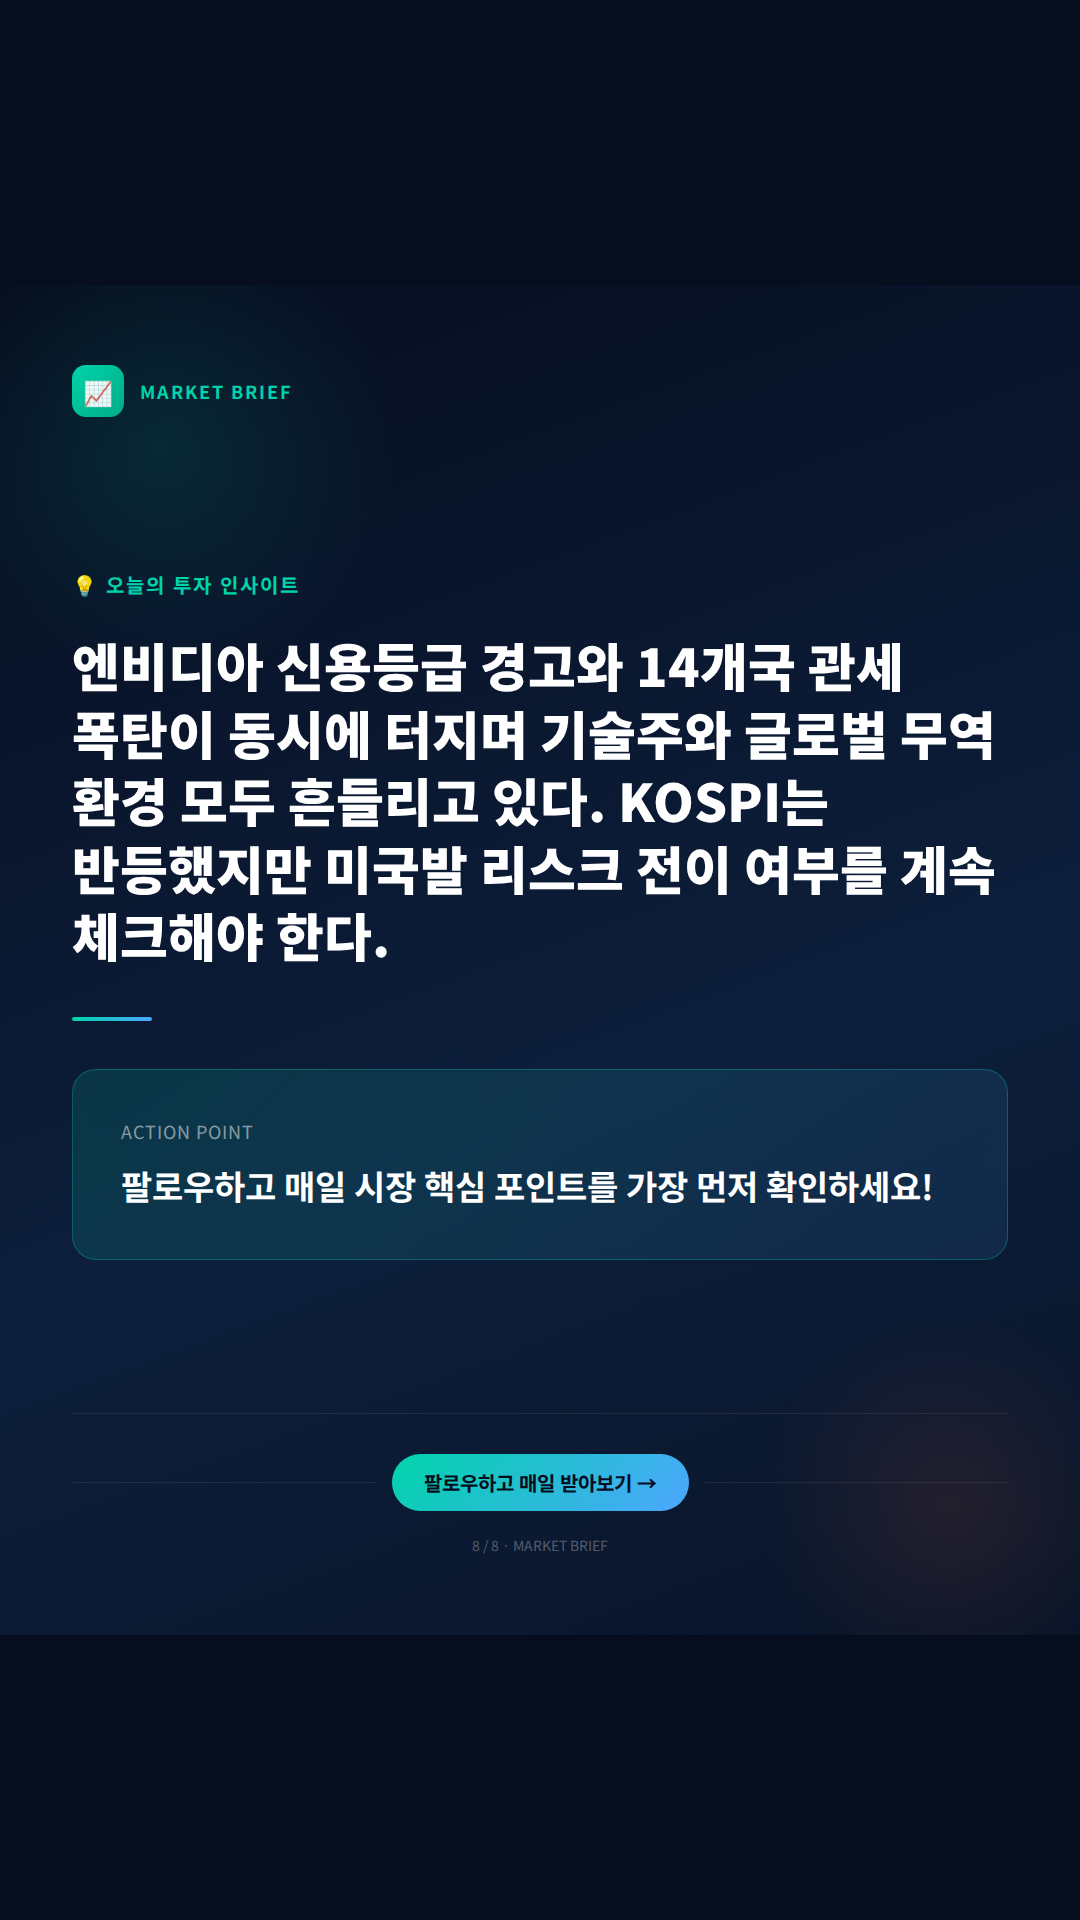 MARKET BRIEF
💡 오늘의 투자 인사이트
엔비디아 신용등급 경고와 14개국 관세
폭탄이 동시에 터지며 기술주와 글로벌 무역
환경 모두 흔들리고 있다. KOSPI는
반등했지만 미국발 리스크 전이 여부를 계속
체크해야 한다.
ACTION POINT
팔로우하고 매일 시장 핵심 포인트를 가장 먼저 확인하세요!
팔로우하고 매일 받아보기 →
8 / 8 · MARKET BRIEF